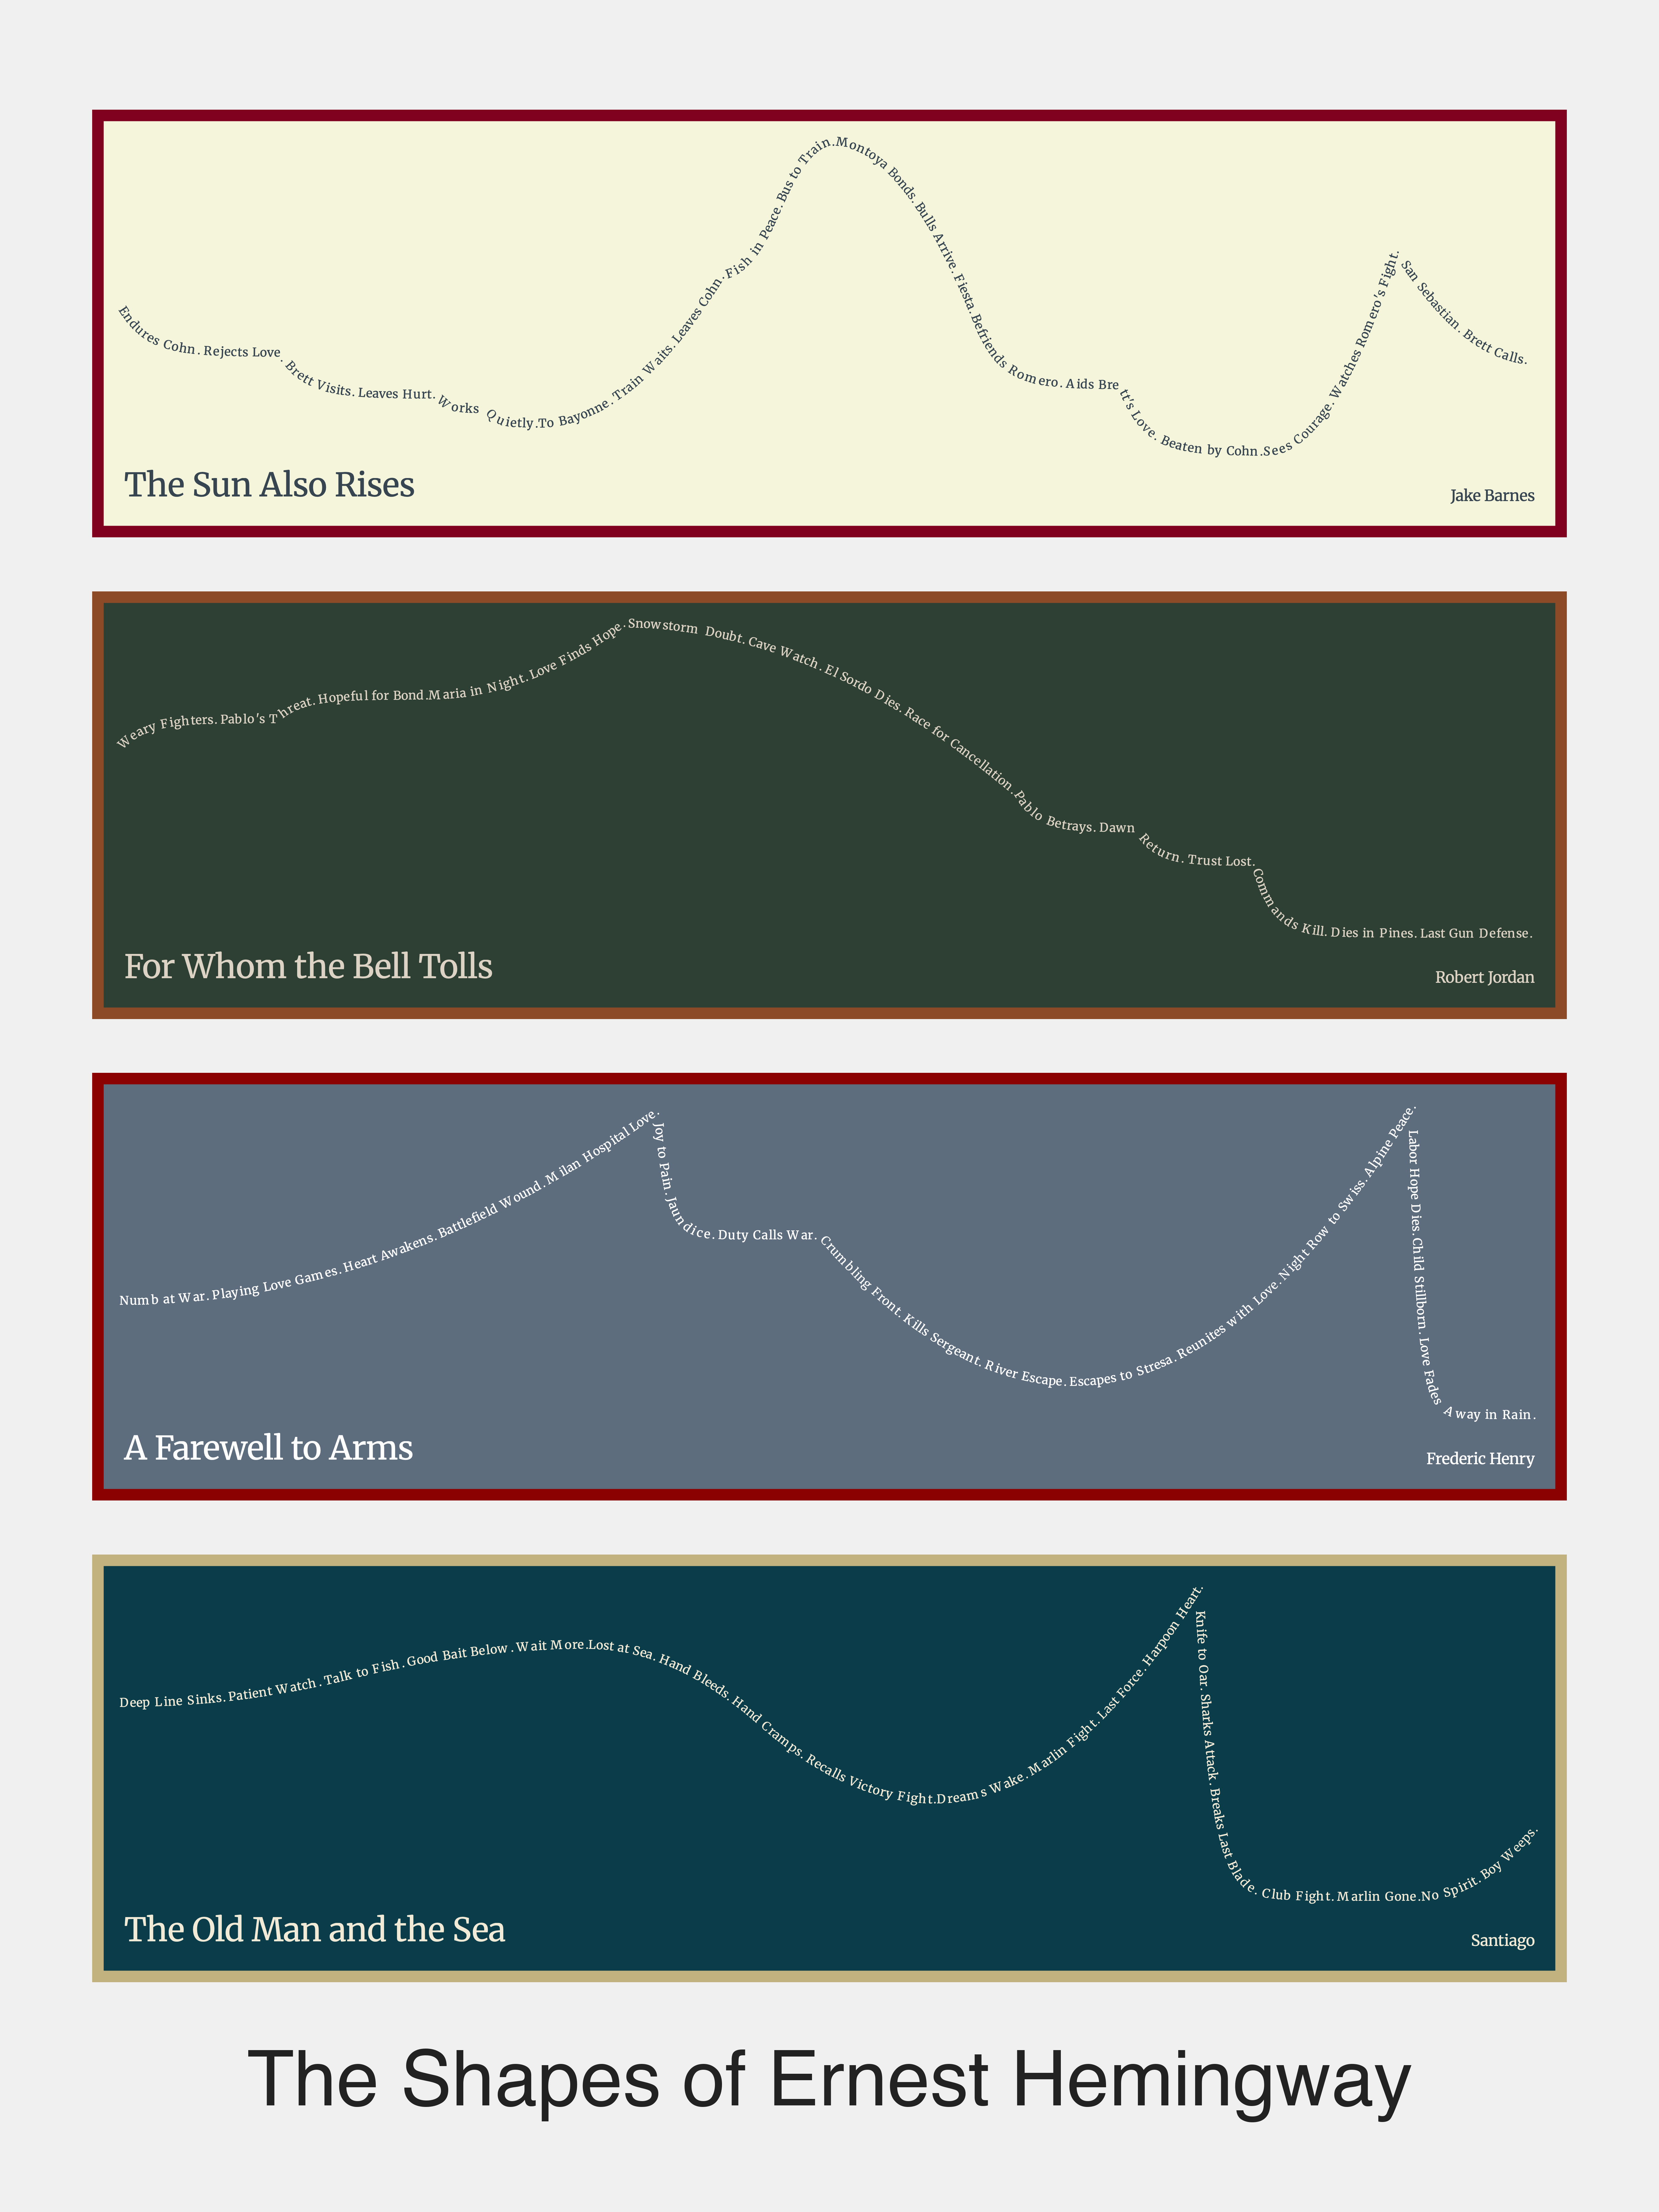 Endures Cohn. Rejects Love. Brett Visits. Leaves Hurt. Works Quietly. To Bayonne. Train Waits. Leaves Cohn. Fish in Peace. Bus to Train. Montoya Bonds. Bulls Arrive. Fiesta. Befriends Romero. Aids Brett's Love. Beaten by Cohn. Sees Courage. Watches Romero's Fight. San Sebastian. Brett Calls.
The Sun Also Rises
Jake Barnes
Weary Fighters. Pablo's Threat. Hopeful for Bond. Maria in Night. Love Finds Hope. Snowstorm Doubt. Cave Watch. El Sordo Dies. Race for Cancellation. Pablo Betrays. Dawn Return. Trust Lost. Commands Kill. Dies in Pines. Last Gun Defense.
For Whom the Bell Tolls
Robert Jordan
Numb at War. Playing Love Games. Heart Awakens. Battlefield Wound. Milan Hospital Love. Joy to Pain. Jaundice. Duty Calls War. Crumbling Front. Kills Sergeant. River Escape. Escapes to Stresa. Reunites with Love. Night Row to Swiss. Alpine Peace. Labor Hope Dies. Child Stillborn. Love Fades Away in Rain.
A Farewell to Arms
Frederic Henry
Deep Line Sinks. Patient Watch. Talk to Fish. Good Bait Below. Wait More. Lost at Sea. Hand Bleeds. Hand Cramps. Recalls Victory Fight. Dreams Wake. Marlin Fight. Last Force. Harpoon Heart. Knife to Oar. Sharks Attack. Breaks Last Blade. Club Fight. Marlin Gone. No Spirit. Boy Weeps.
The Old Man and the Sea
Santiago
The Shapes of Ernest Hemingway